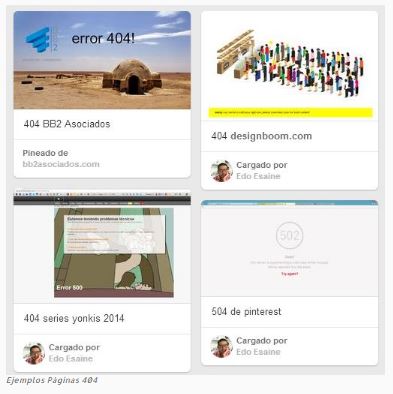 error 404!
404 BB2 Asociados
Pineado de
bb2asociados.com
404 designboom.com
Cargado por
Edo Esaine
Estamos teniendo problemas técnicos
Error 500
404 series yonkis 2014
Cargado por
Edo Esaine
502
Try again?
504 de pinterest
Cargado por
Edo Esaine
Ejemplos Páginas 404